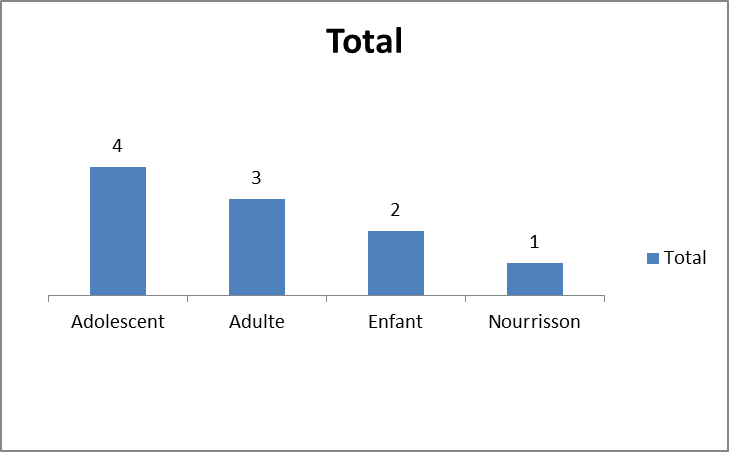 Total
4
3
2
1
Total
Adolescent
Adulte
Enfant
Nourrisson